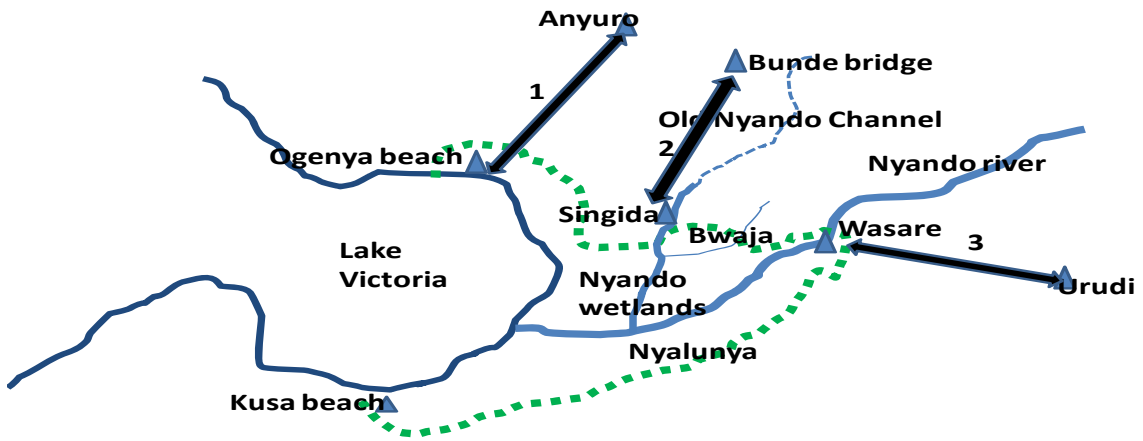 Anyuro
Bunde bridge
1
Old Nyando Channel
2
Ogenya beach
Nyando river
Singida
Wasare
Bwaja
3
Lake
Victoria
Nyando
wetlands
Urudi
Nyalunya
Kusa beach